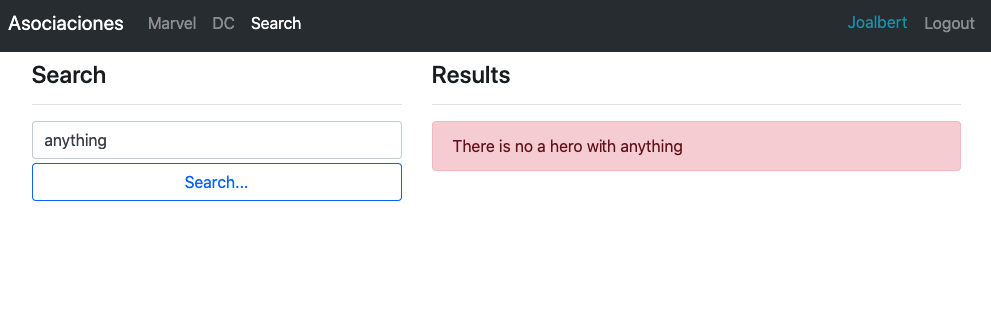 Asociaciones Marvel DC Search Joalbert Logout
Search
anything
Search...
Results
There is no a hero with anything